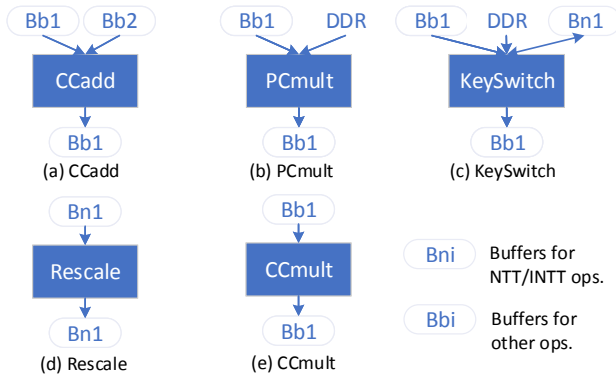 Bb1 Bb2
CCadd
Bb1
(a) CCadd
Bb1 DDR
PCmult
Bb1
(b) PCmult
Bb1 DDR Bn1
KeySwitch
Bb1
(c) KeySwitch
Bn1
Rescale
Bn1
(d) Rescale
Bb1
CCmult
Bb1
(e) CCmult
Bni Buffers for
NTT/INTT ops.
Bbi Buffers for
other ops.